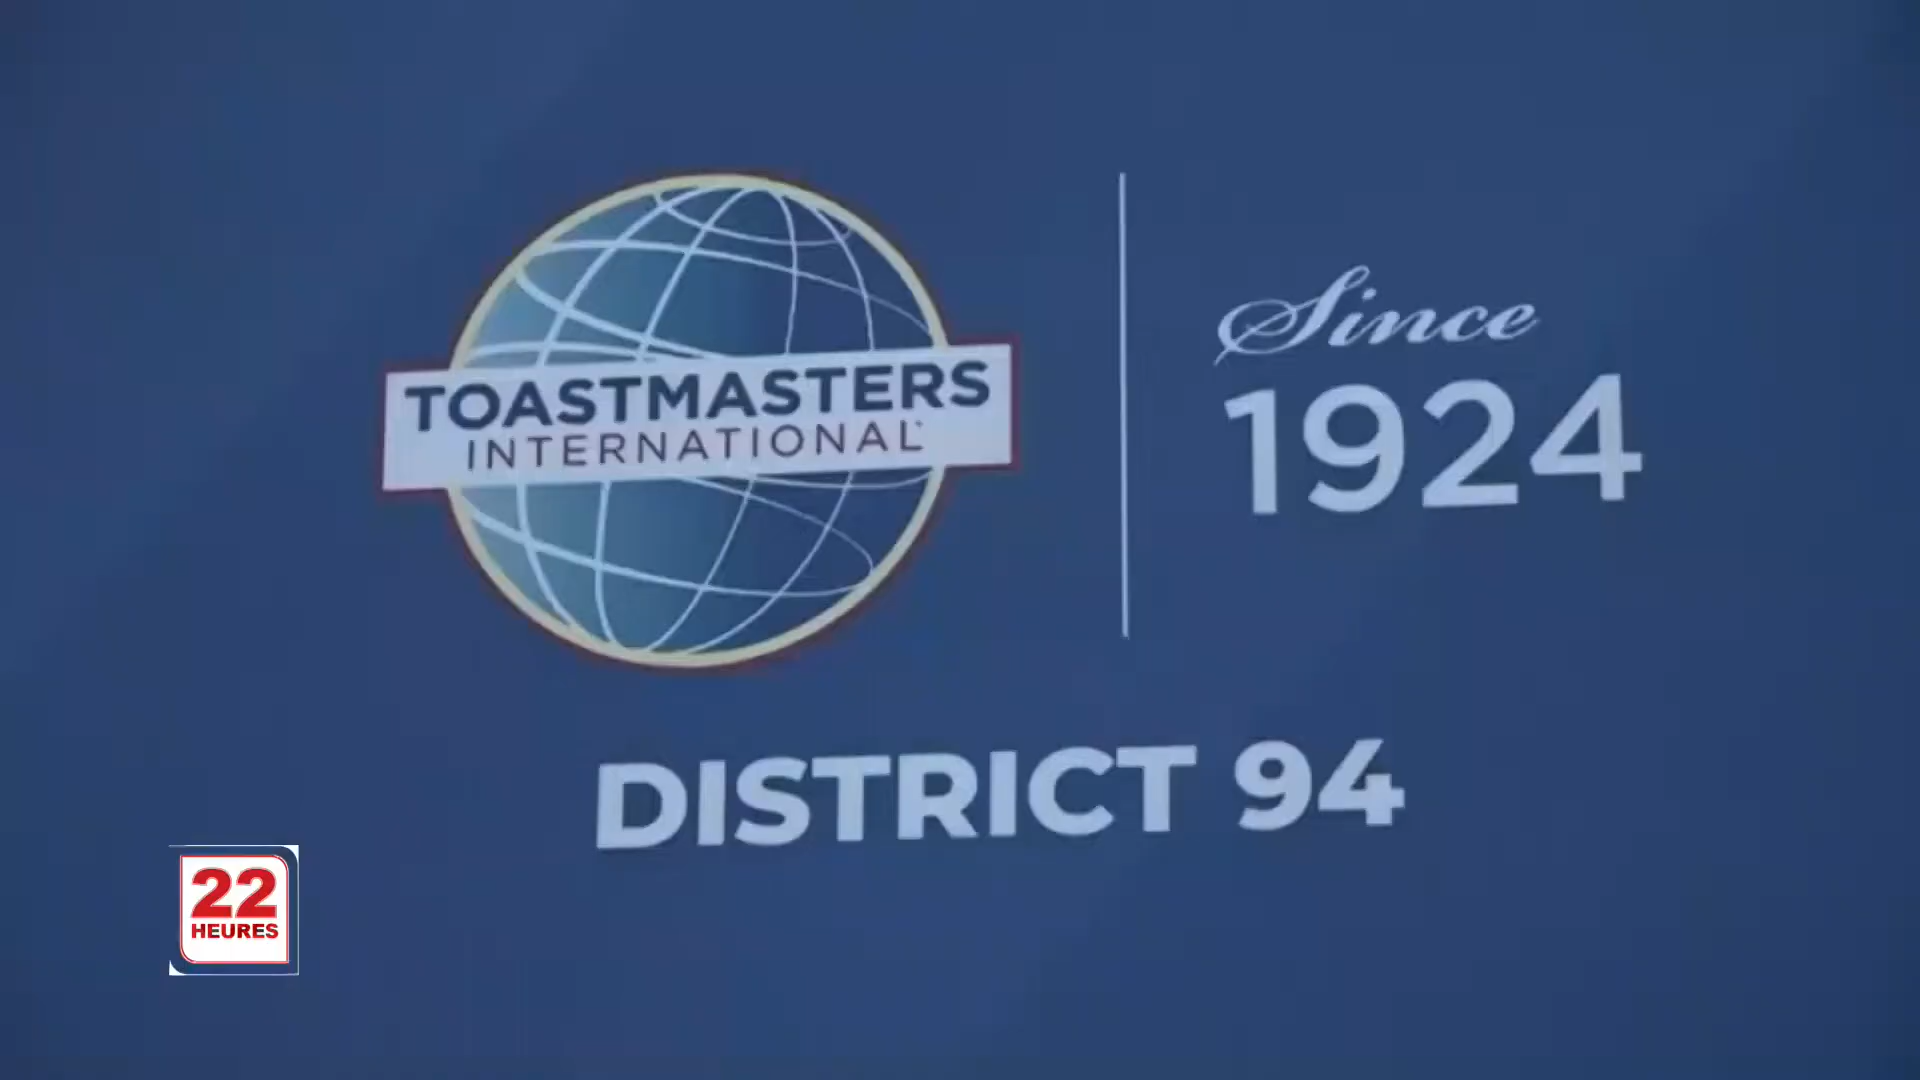 TOASTMASTERS
INTERNATIONAL
Since
1924
DISTRICT 94
22
HEURES